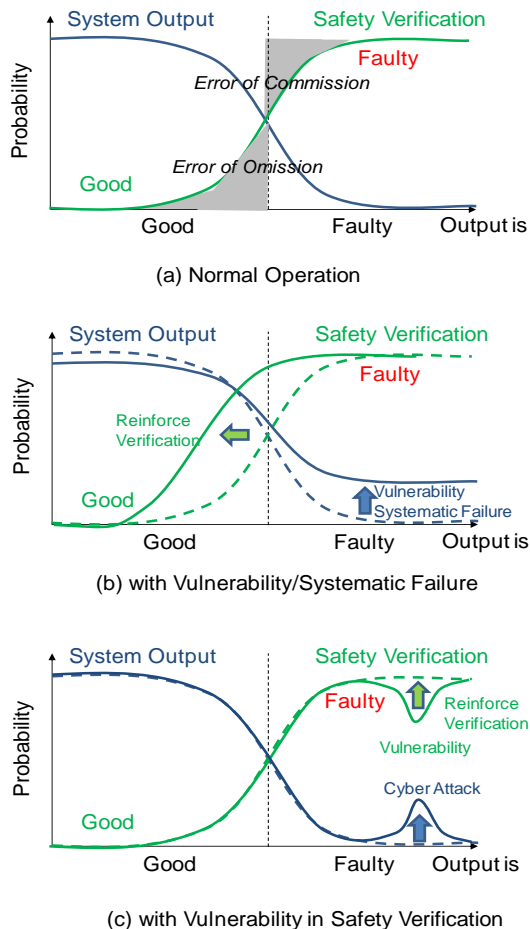 System Output
Safety Verification
Faulty
Error of Commission
Probability
Error of Omission
Good
Good
Faulty
Output is
(a) Normal Operation
System Output
Safety Verification
Faulty
Probability
Reinforce
Verification
Vulnerability
Systematic Failure
Good
Good
Faulty
Output is
(b) with Vulnerability/Systematic Failure
System Output
Safety Verification
Faulty
Reinforce
Verification
Vulnerability
Probability
Cyber Attack
Good
Good
Faulty
Output is
(c) with Vulnerability in Safety Verification